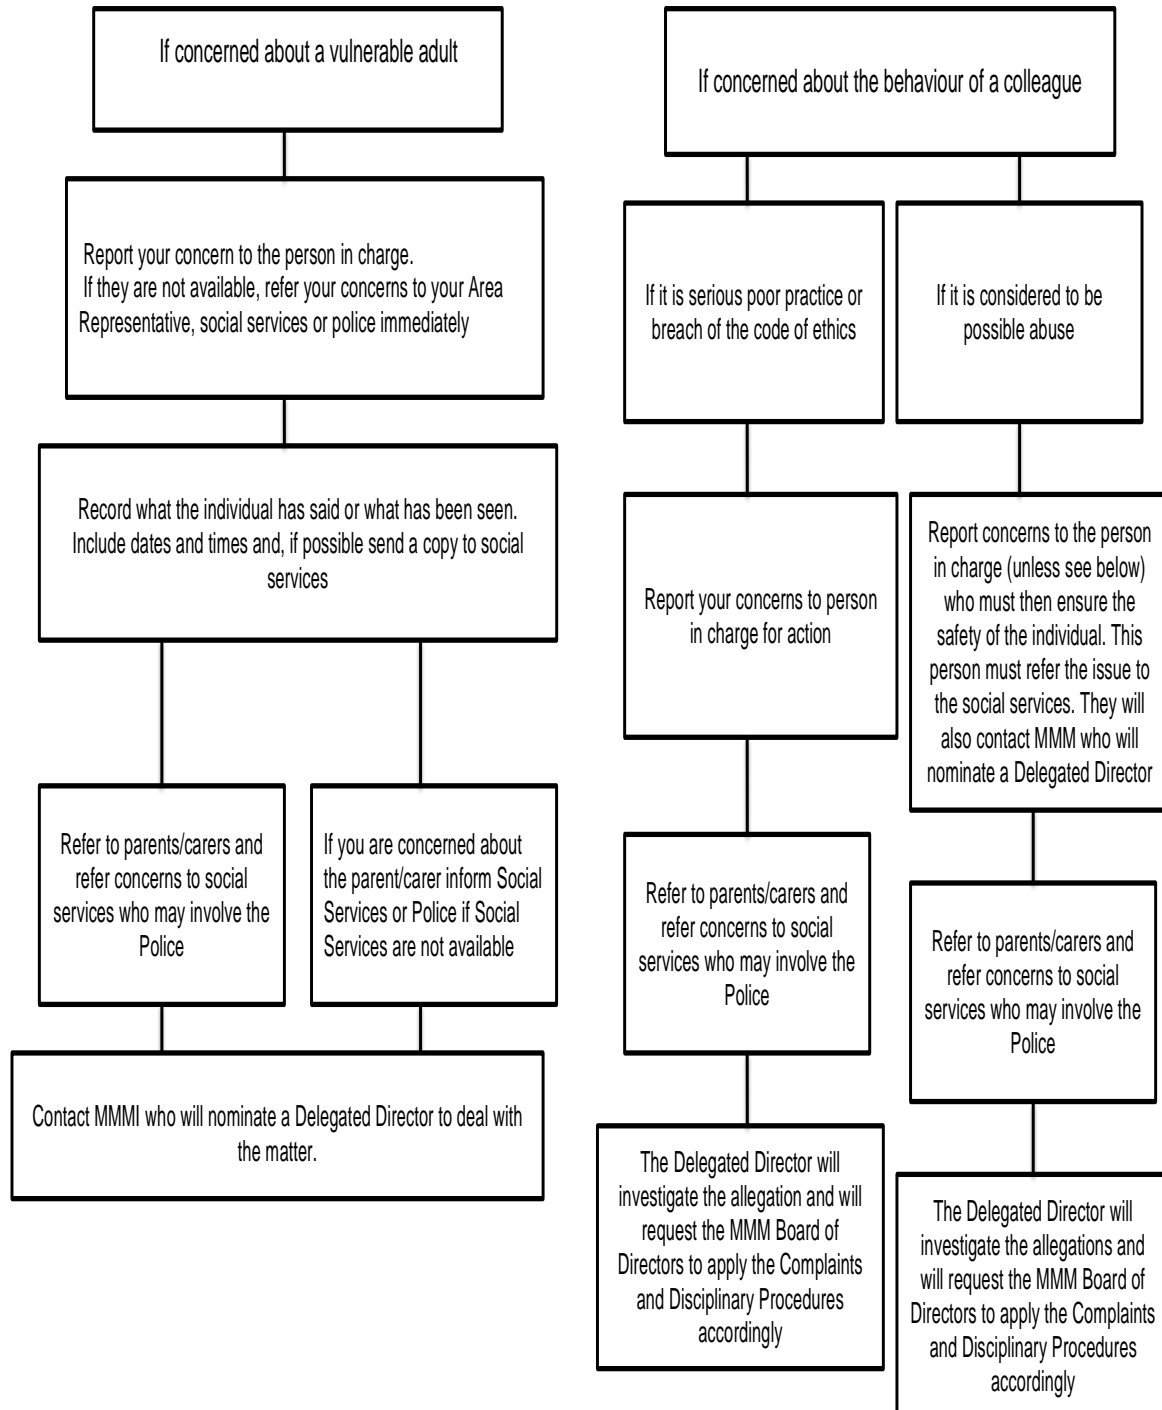 If concerned about a vulnerable adult
Report your concern to the person in charge.
If they are not available, refer your concerns to your Area
Representative, social services or police immediately
Record what the individual has said or what has been seen.
Include dates and times and, if possible send a copy to social
services
Refer to parents/carers and
refer concerns to social
services who may involve the
Police
If you are concerned about
the parent/carer inform Social
Services or Police if Social
Services are not available
Contact MMMI who will nominate a Delegated Director to deal with
the matter.
If concerned about the behaviour of a colleague
If it is serious poor practice or
breach of the code of ethics
Report your concerns to person
in charge for action
Refer to parents/carers and
refer concerns to social
services who may involve the
Police
The Delegated Director will
investigate the allegation and will
request the MMM Board of
Directors to apply the Complaints
and Disciplinary Procedures
accordingly
If it is considered to be
possible abuse
Report concerns to the person
in charge (unless see below)
who must then ensure the
safety of the individual. This
person must refer the issue to
the social services. They will
also contact MMM who will
nominate a Delegated Director
Refer to parents/carers and
refer concerns to social
services who may involve the
Police
The Delegated Director will
investigate the allegations and
will request the MMM Board of
Directors to apply the Complaints
and Disciplinary Procedures
accordingly